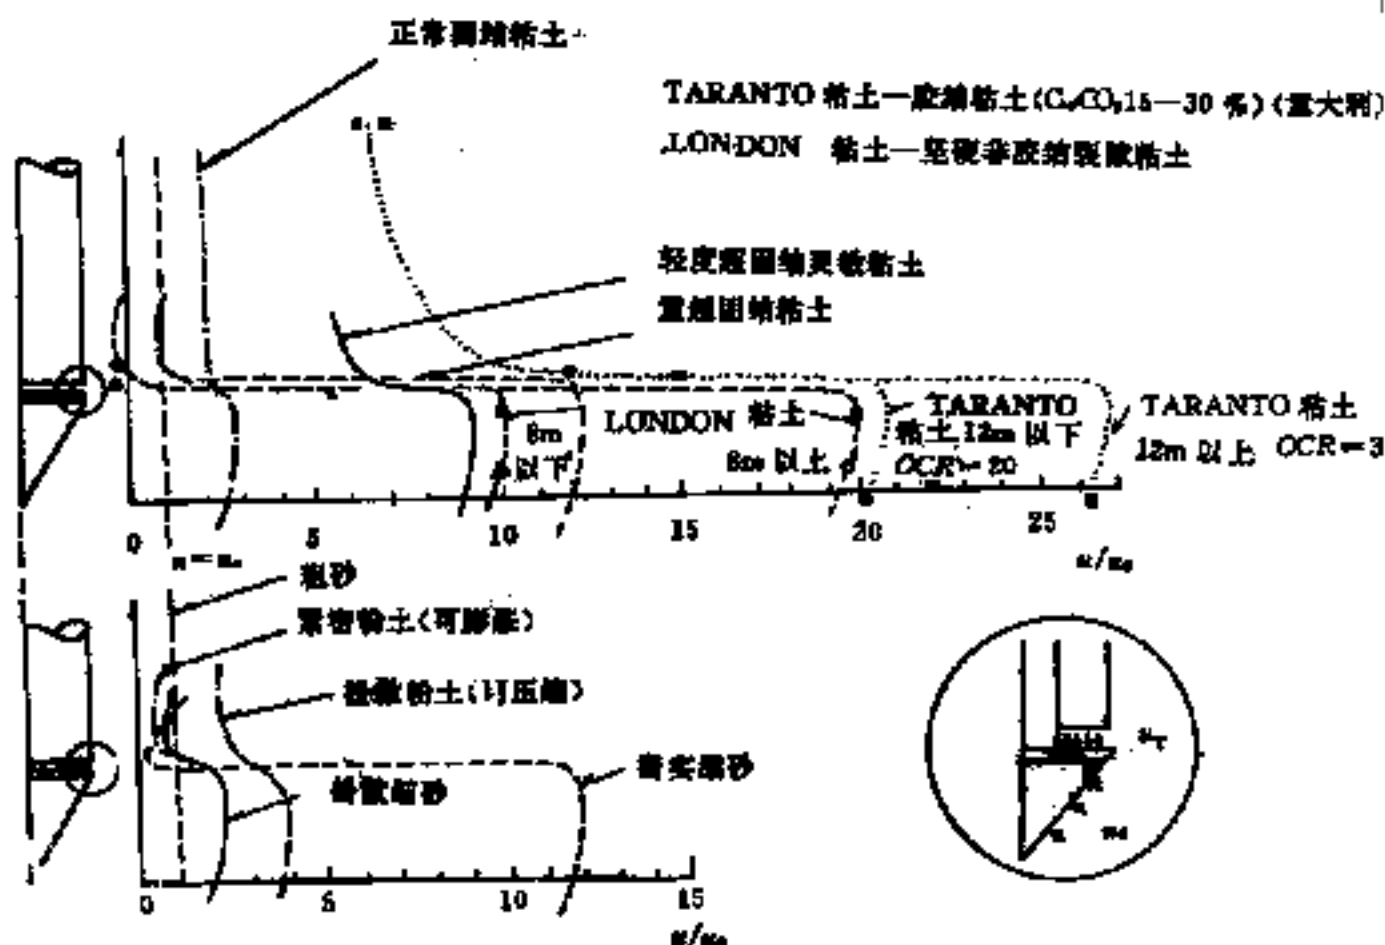 正常固结粘土
TARANTO 粘土—胶结粘土(CaCO₃15—30 %)(意大利)
LONDON 粘土—坚硬非胶结裂隙粘土
轻度超固结灵敏粘土
重超固结粘土
LONDON 粘土
8m
以下
8m 以上
TARANTO
粘土12m 以下
OCR=20
TARANTO 粘土
12m 以上 OCR=3
0 5 10 15 20 25
u=u₀
u/u₀
粗砂
紧密粉土(可膨胀)
松散粉土(可压缩)
密实细砂
松散细砂
0 5 10 15
u/u₀